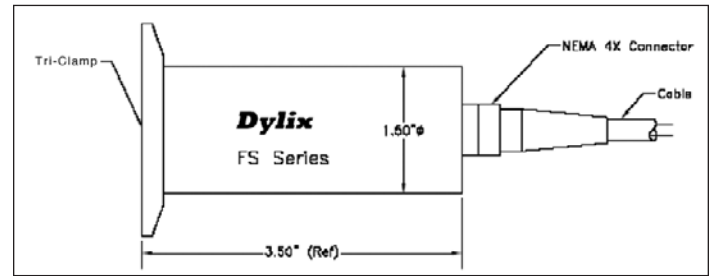 NEMA 4X Connector
Tri-Clamp
Cable
Dylix
1.50"ø
FS Series
3.50" (Ref)